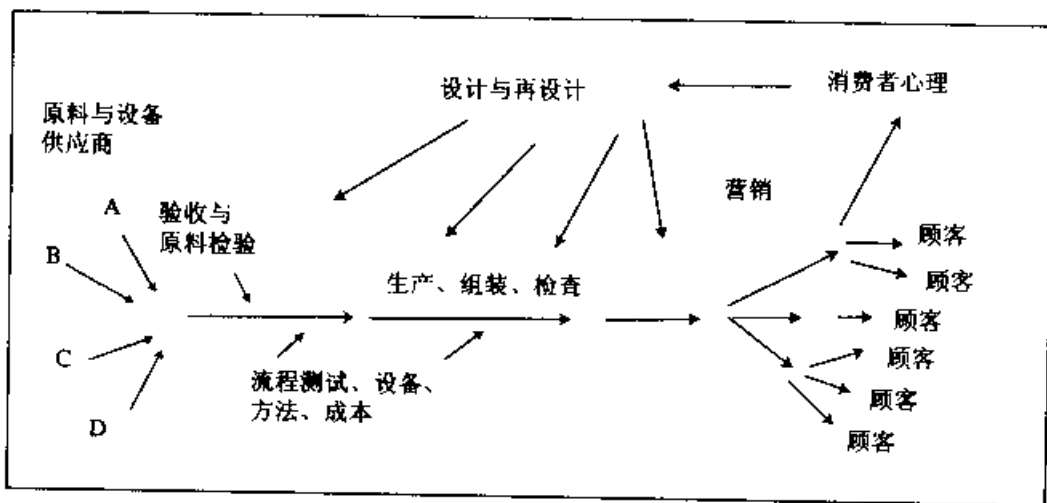 设计与再设计
消费者心理
原料与设备
供应商
营销
A
验收与
原料检验
B
顾客
生产、组装、检查
顾客
顾客
C
顾客
流程测试、设备、
方法、成本
顾客
D
顾客